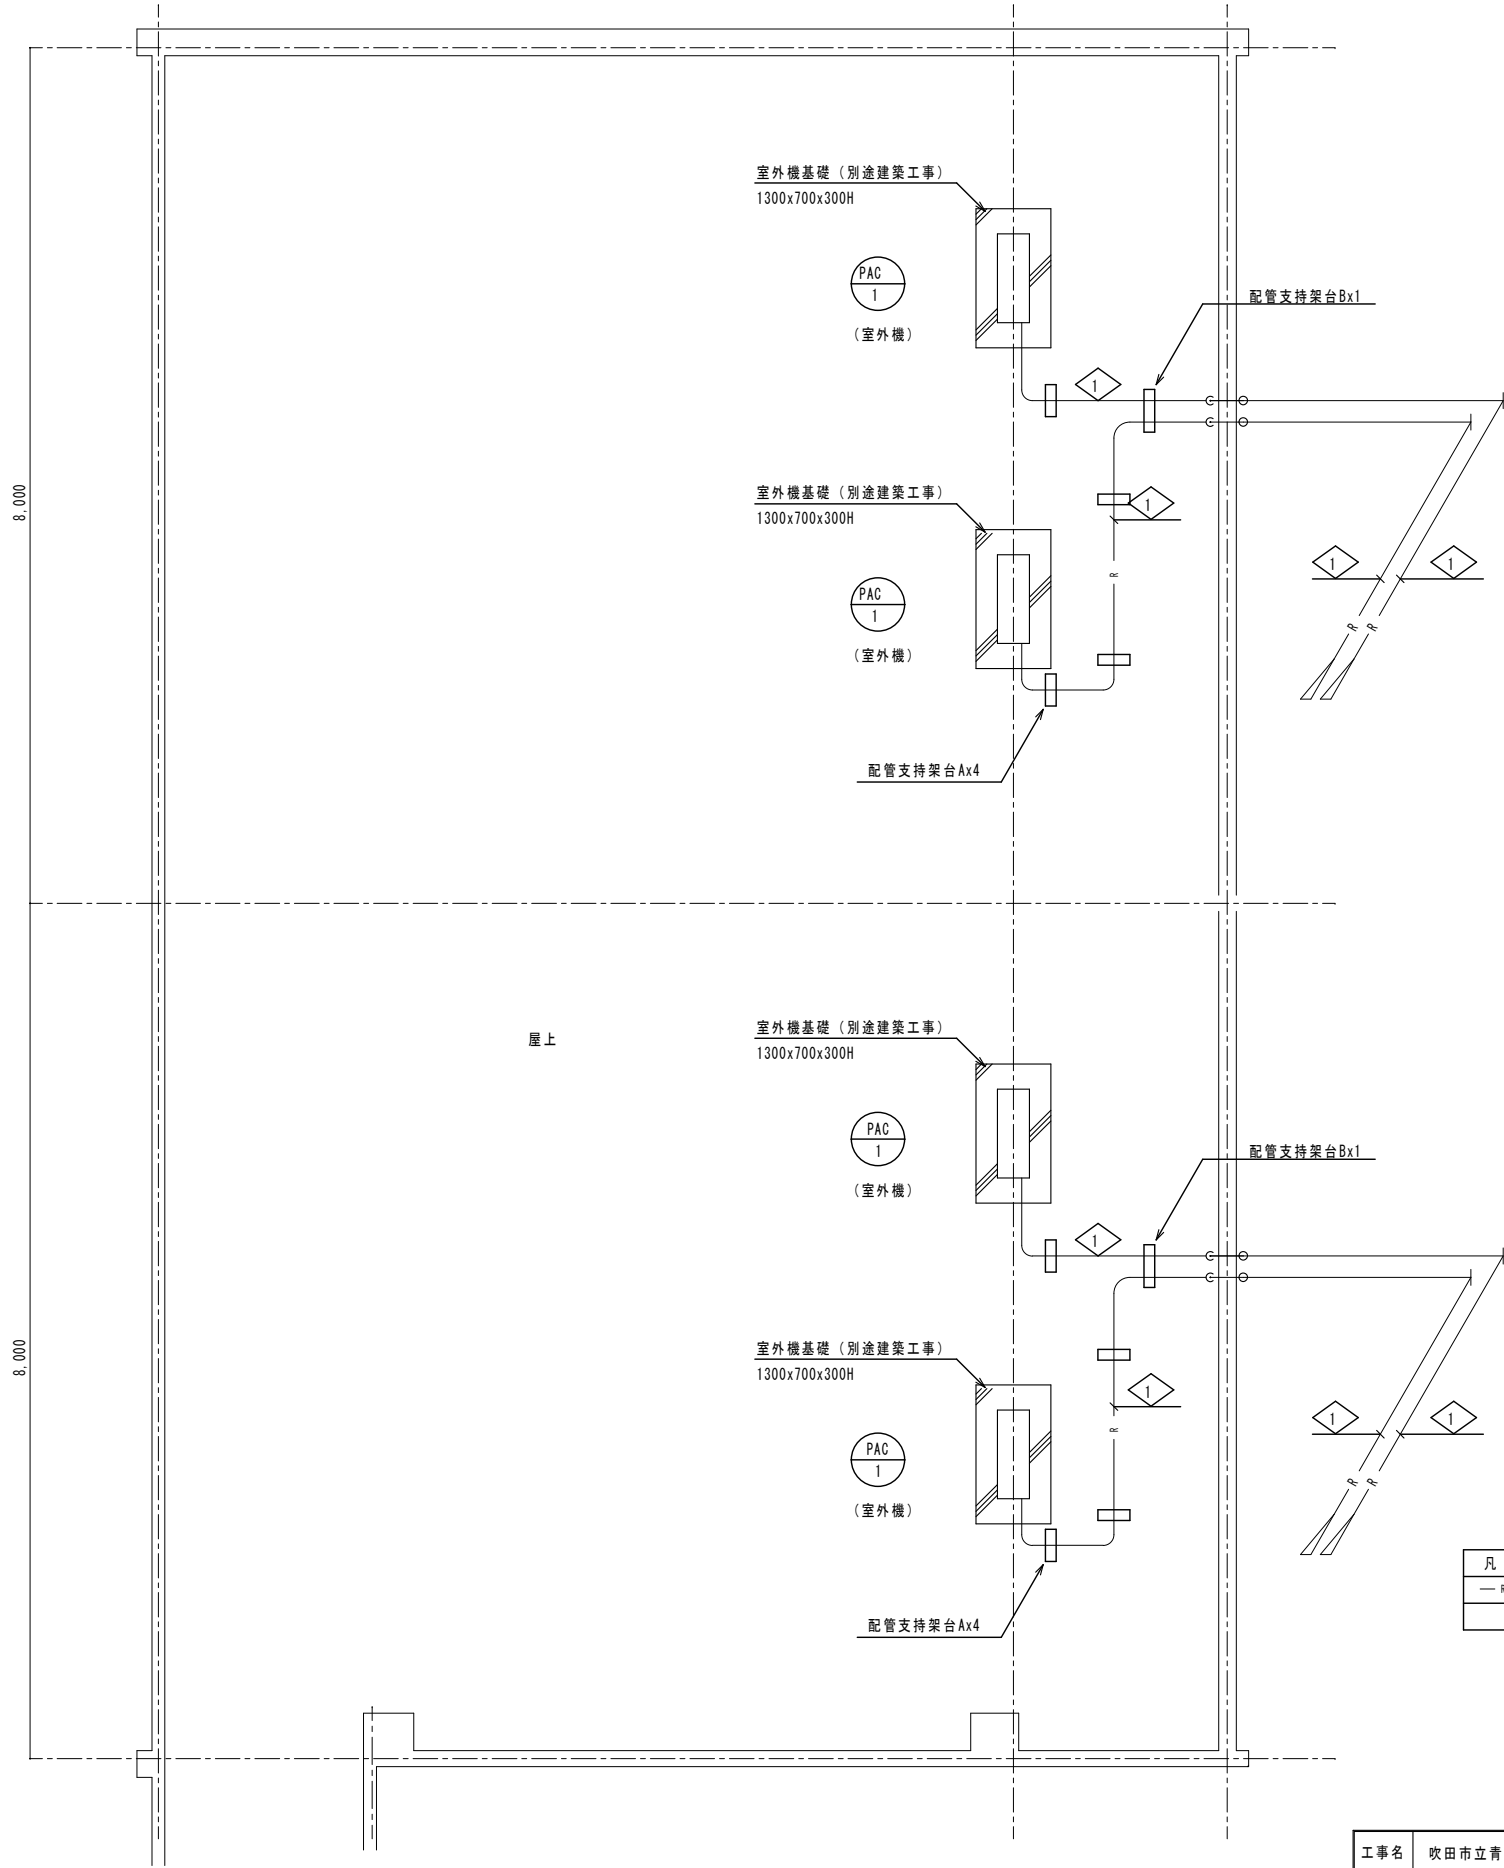 室外機基礎（別途建築工事）
1300x700x300H
PAC
1
（室外機）
配管支持架台Bx1
1
8,000
室外機基礎（別途建築工事）
1300x700x300H
1
R
PAC
1
（室外機）
1
1
R
R
配管支持架台Ax4
屋上
室外機基礎（別途建築工事）
1300x700x300H
PAC
1
（室外機）
配管支持架台Bx1
1
8,000
室外機基礎（別途建築工事）
1300x700x300H
1
R
PAC
1
（室外機）
1
1
R
R
配管支持架台Ax4
凡
工事名
吹田市立青